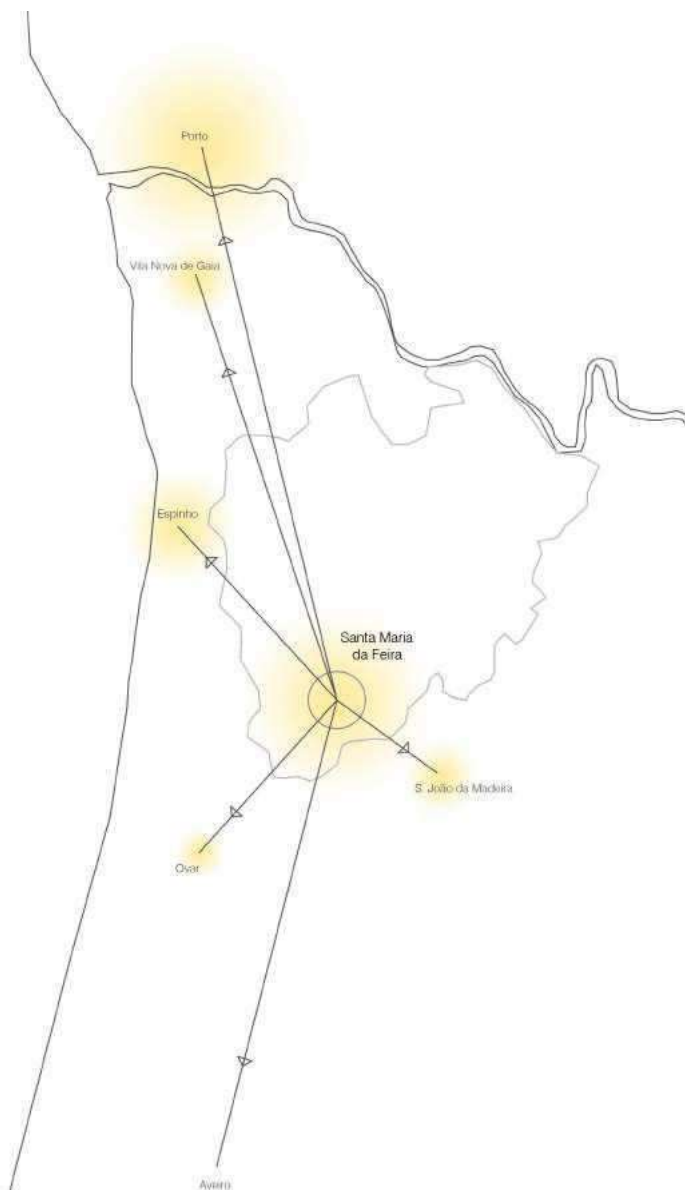 Porto
Vila Nova de Gaia
Espinho
Santa Maria
da Feira
S. João da Madeira
Ovar
Aveiro